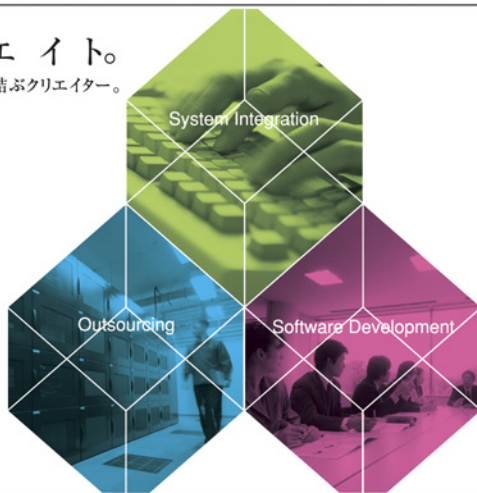 エイト。
結ぶクリエイター。
System Integration
Outsourcing
Software Development